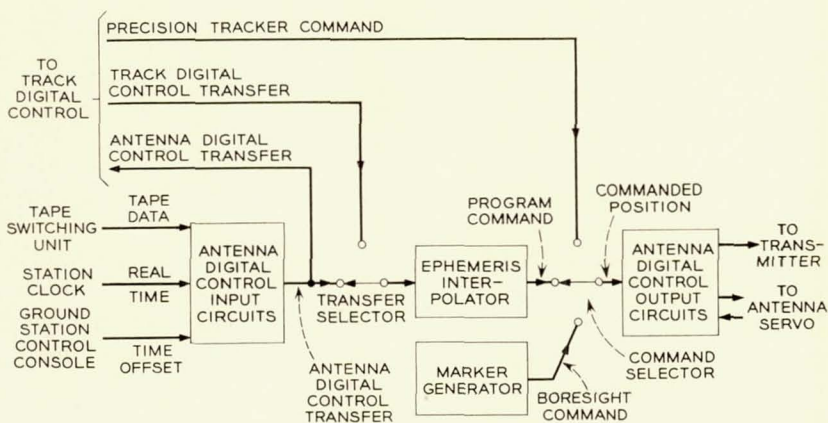 PRECISION TRACKER COMMAND
TO
TRACK
DIGITAL
CONTROL
TRACK DIGITAL
CONTROL TRANSFER
ANTENNA DIGITAL
CONTROL TRANSFER
TAPE
SWITCHING
UNIT
TAPE
DATA
STATION
CLOCK
REAL
TIME
GROUND
STATION
CONTROL
CONSOLE
TIME
OFFSET
ANTENNA
DIGITAL
CONTROL
INPUT
CIRCUITS
TRANSFER
SELECTOR
ANTENNA
DIGITAL
CONTROL
TRANSFER
EPHEMERIS
INTER-
POLATOR
PROGRAM
COMMAND
COMMANDED
POSITION
MARKER
GENERATOR
BORESIGHT
COMMAND
COMMAND
SELECTOR
ANTENNA
DIGITAL
CONTROL
OUTPUT
CIRCUITS
TO
TRANS-
MITTER
TO
ANTENNA
SERVO